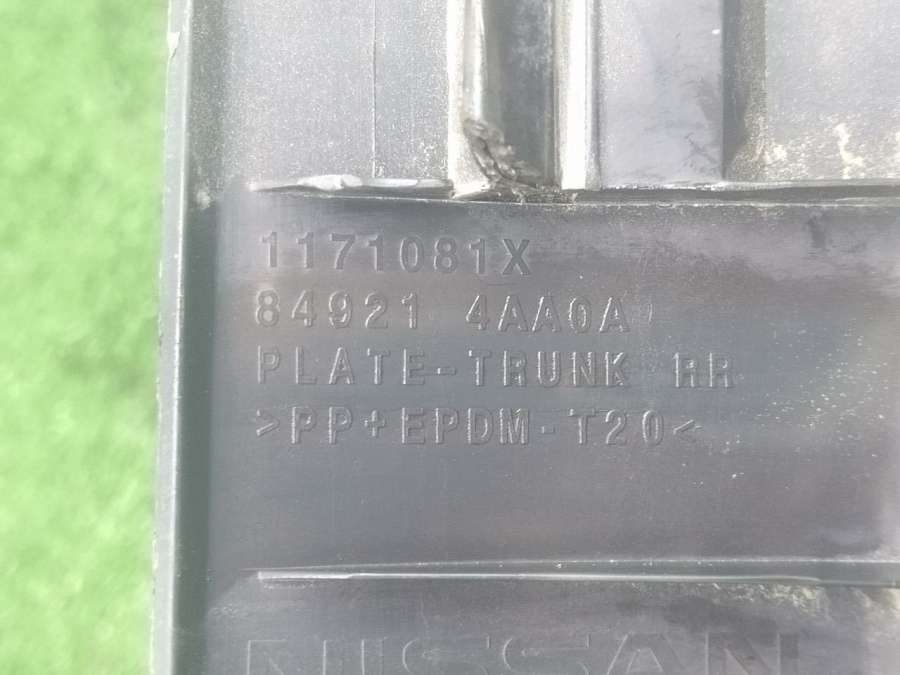 1171081X
84921 4AA0A
PLATE-TRUNK RR
>PP+EPDM-T20<
NISSAN